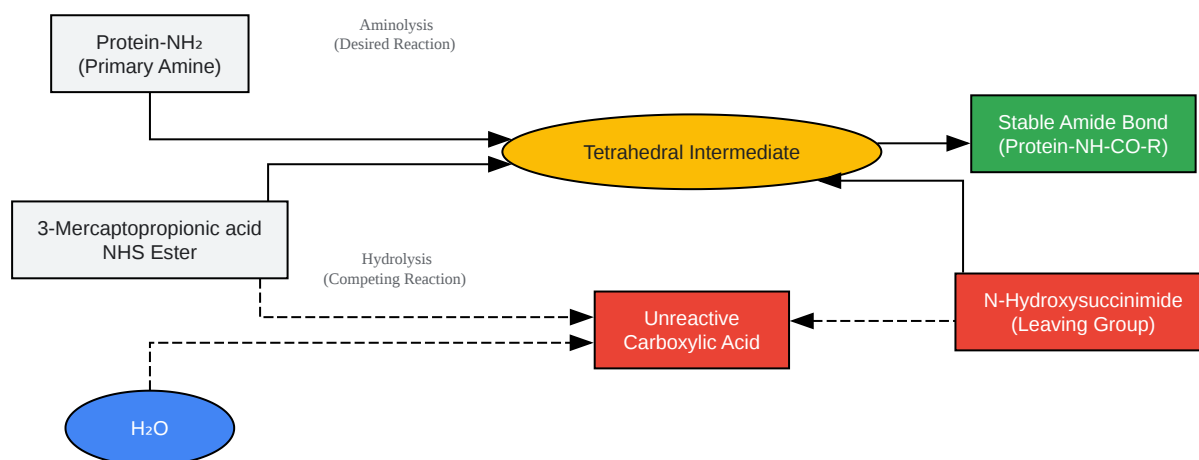 Aminolysis
(Desired Reaction)
Protein-NH₂
(Primary Amine)
Stable Amide Bond
(Protein-NH-CO-R)
Tetrahedral Intermediate
3-Mercaptopropionic acid
NHS Ester
Hydrolysis
(Competing Reaction)
N-Hydroxysuccinimide
(Leaving Group)
Unreactive
Carboxylic Acid
H₂O